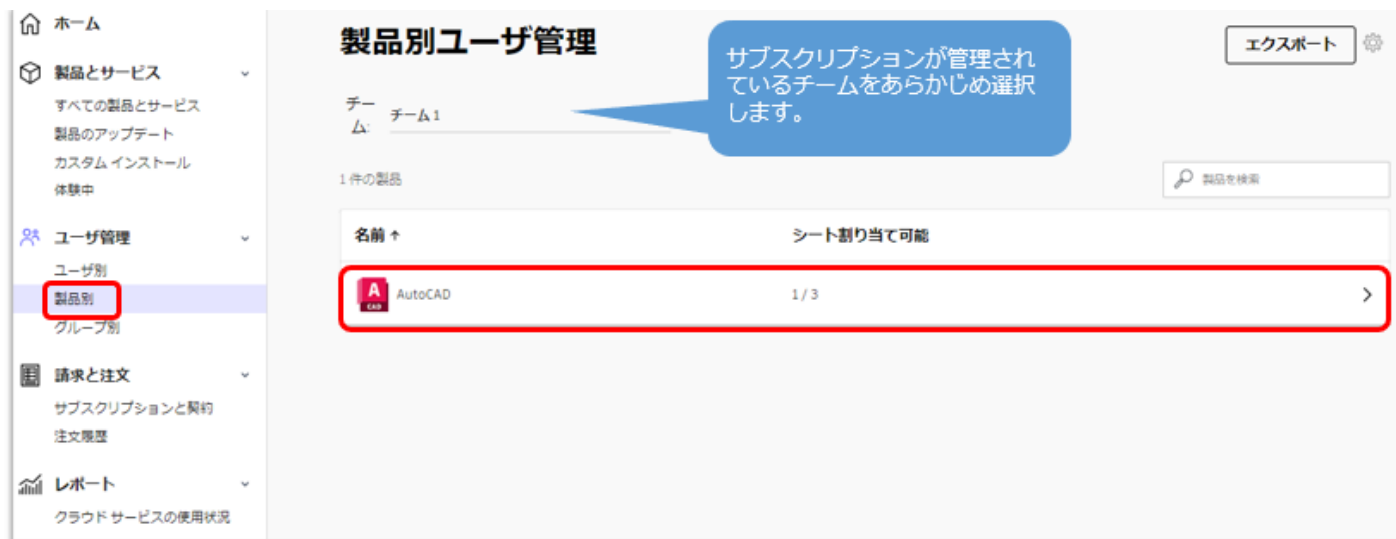 ホーム
製品とサービス
すべての製品とサービス
製品のアップデート
カスタム インストール
体験中
ユーザ管理
ユーザ別
製品別
グループ別
請求と注文
サブスクリプションと契約
注文履歴
レポート
クラウド サービスの使用状況
製品別ユーザ管理
サブスクリプションが管理され
ているチームをあらかじめ選択
します。
エクスポート
チー
ム:
チーム1
1 件の製品
製品を検索
名前 ↑ シート割り当て可能
A
CAD
AutoCAD 1 / 3